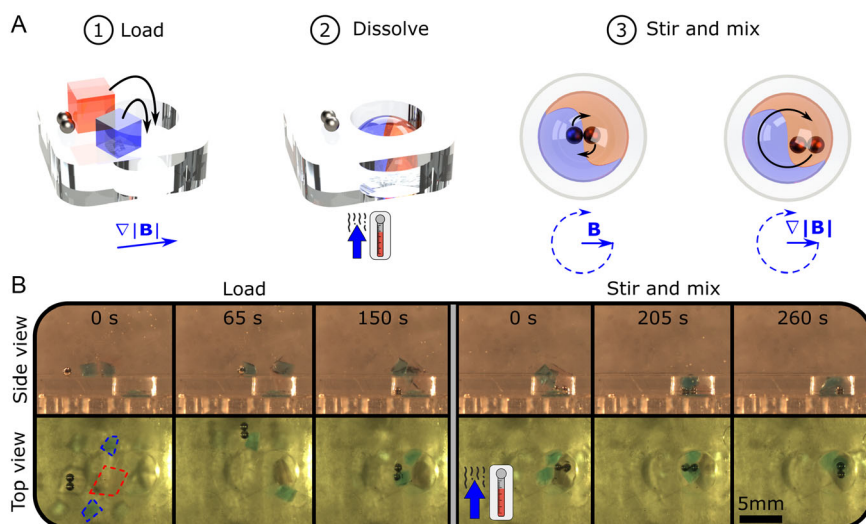 A
1 Load
2 Dissolve
3 Stir and mix
∇|B|
B
∇|B|
B
Load
Stir and mix
Side view
0 s
65 s
150 s
0 s
205 s
260 s
Top view
5mm